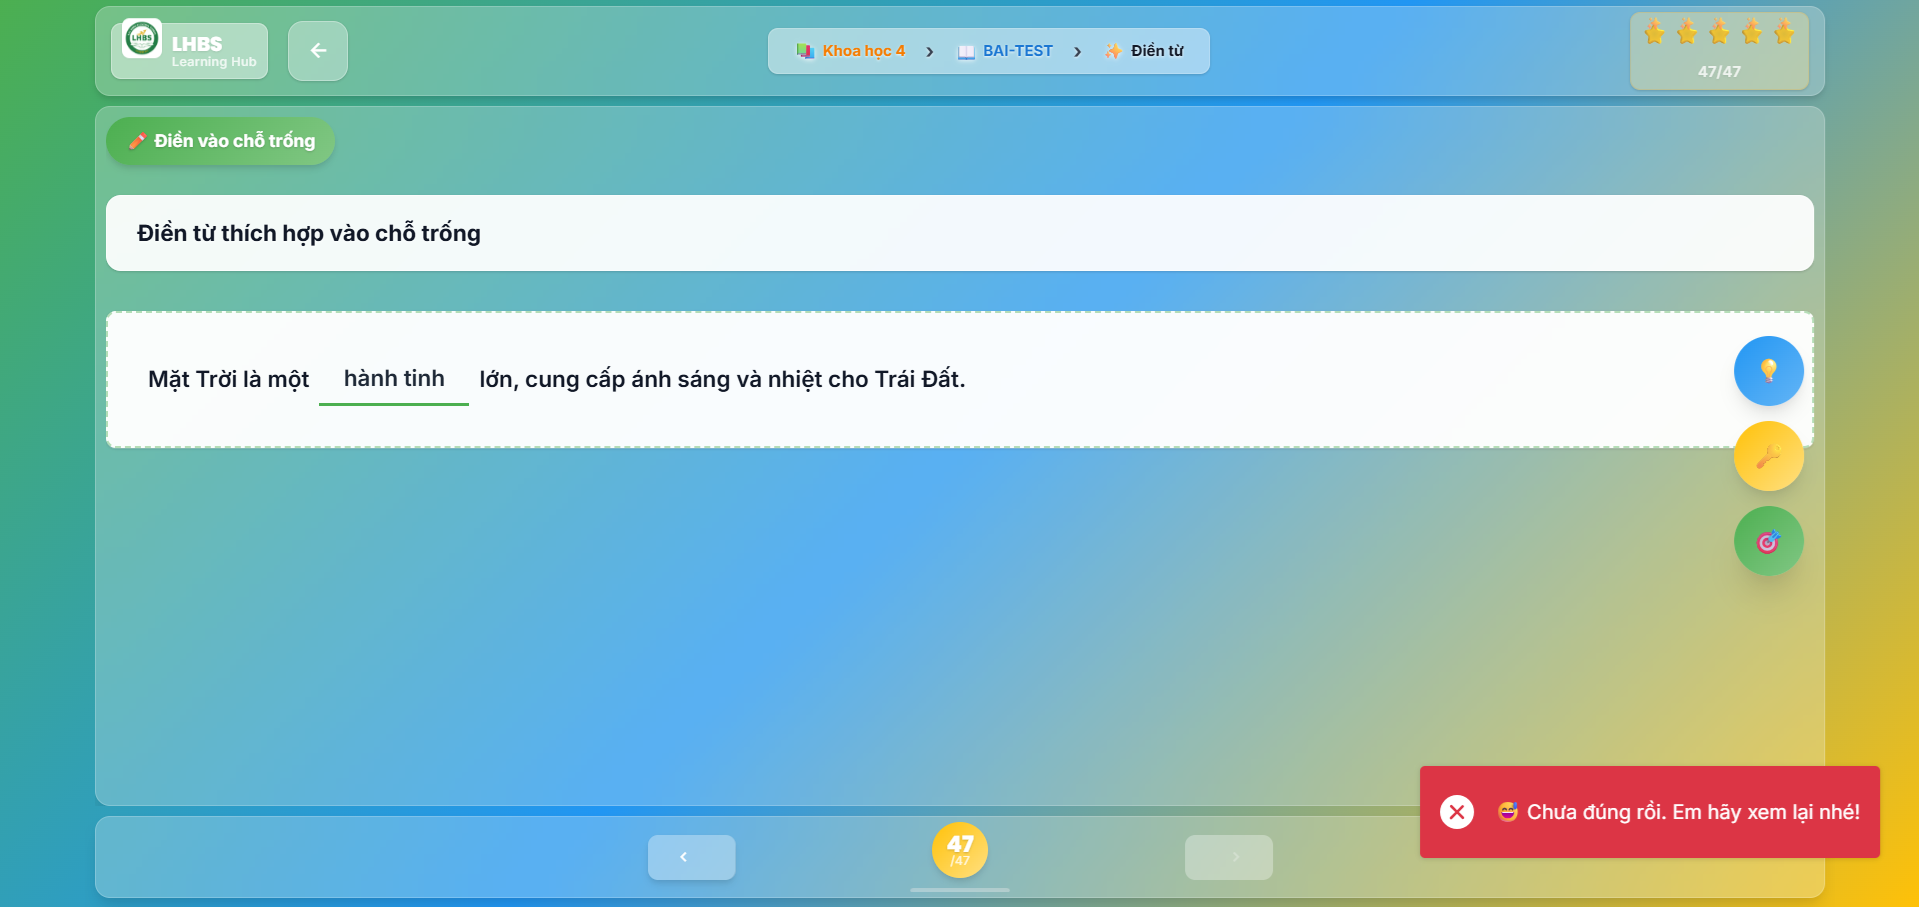 LHBS
LHBS
Learning Hub
Khoa học 4 › BAI-TEST › Điền từ
47/47
Điền vào chỗ trống
Điền từ thích hợp vào chỗ trống
Mặt Trời là một hành tinh lớn, cung cấp ánh sáng và nhiệt cho Trái Đất.
Chưa đúng rồi. Em hãy xem lại nhé!
47
/47